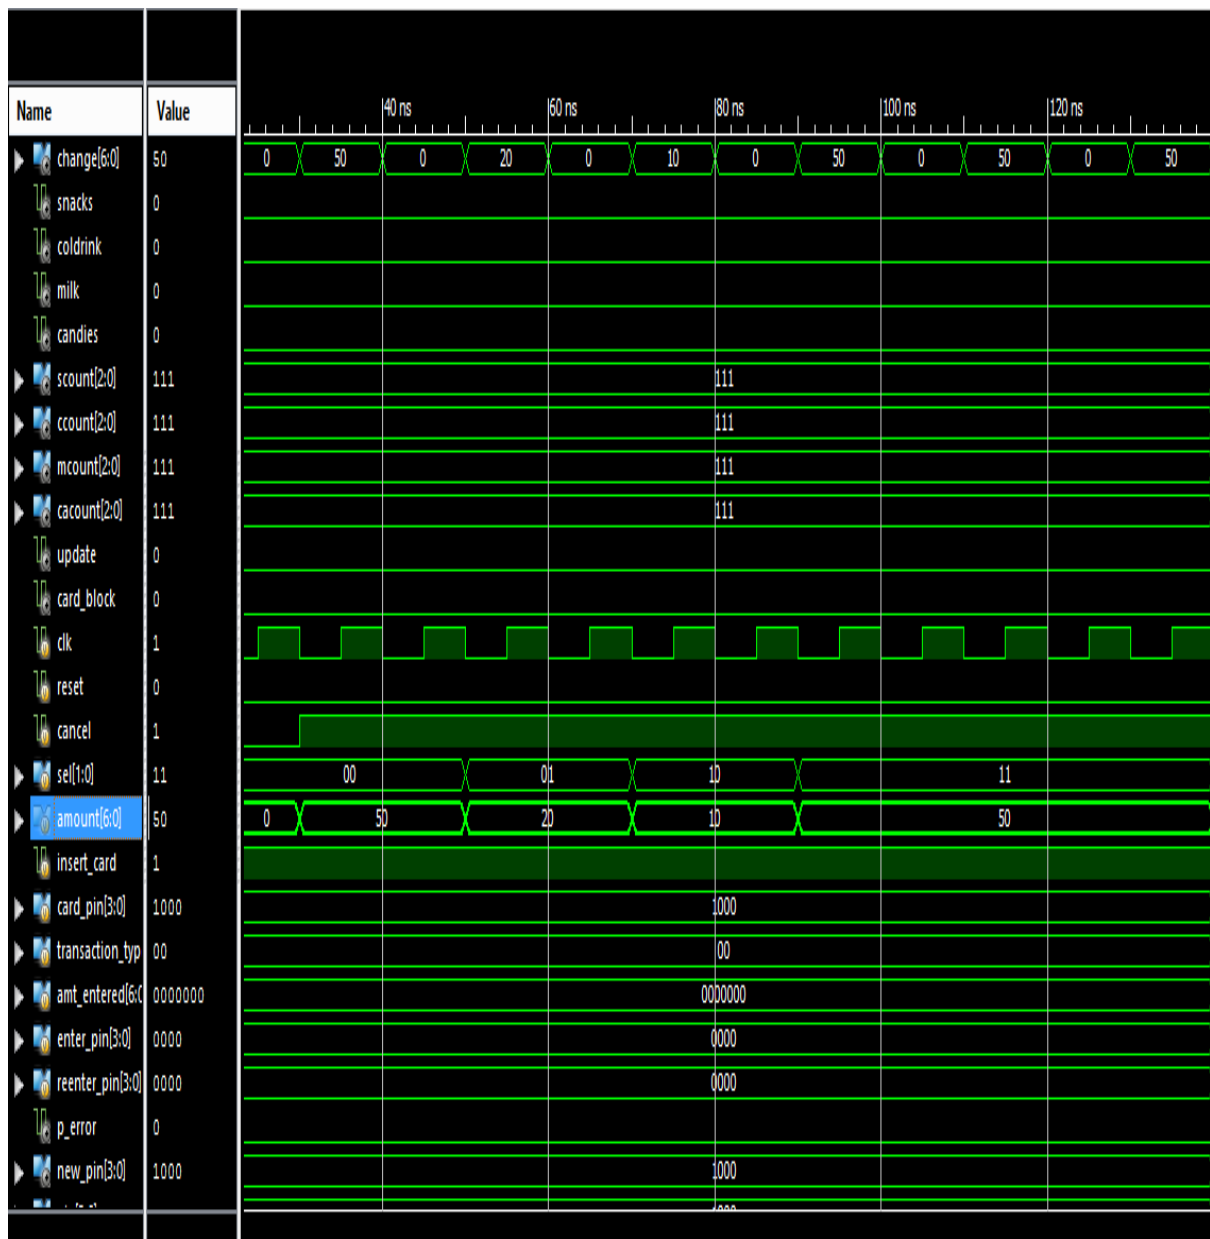 40 ns 60 ns 80 ns 100 ns 120 ns
Name Value
change[6:0] 50 0 50 0 20 0 10 0 50 0 50 0 50
snacks 0
coldrink 0
milk 0
candies 0
scount[2:0] 111 111
ccount[2:0] 111 111
mcount[2:0] 111 111
cacount[2:0] 111 111
update 0
card_block 0
clk 1
reset 0
cancel 1
sel[1:0] 11 00 01 10 11
amount[6:0] 50 0 50 20 10 50
insert_card 1
card_pin[3:0] 1000 1000
transaction_typ 00 00
amt_entered[6:0 0000000 0000000
enter_pin[3:0] 0000 0000
reenter_pin[3:0] 0000 0000
p_error 0
new_pin[3:0] 1000 1000